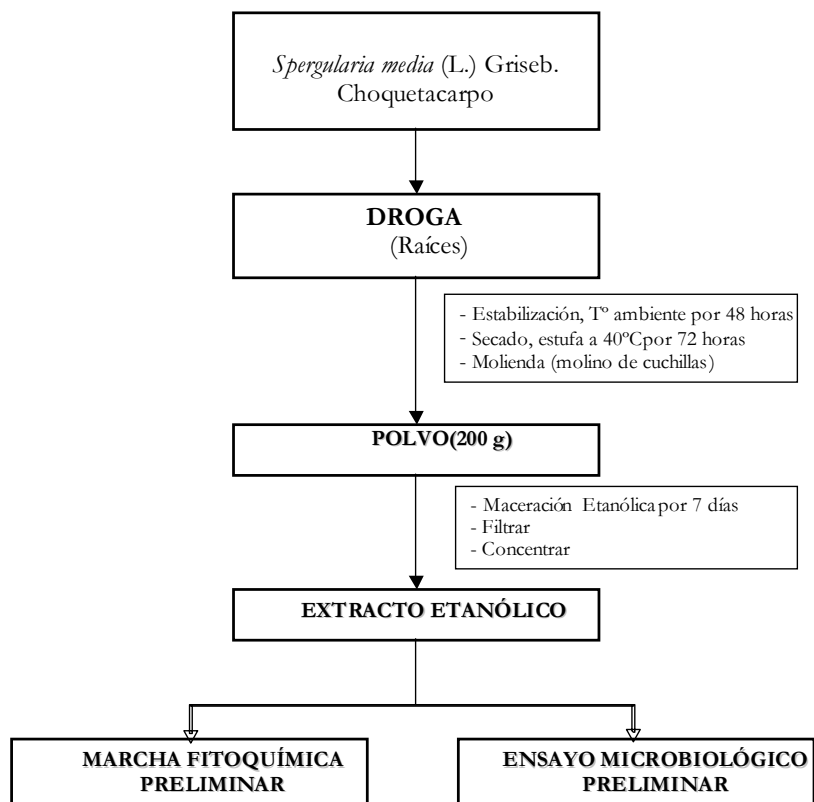 Spergularia media (L.) Griseb.
Choquetacarpo
DROGA
(Raíces)
- Estabilización, Tº ambiente por 48 horas
- Secado, estufa a 40ºCpor 72 horas
- Molienda (molino de cuchillas)
POLVO(200 g)
- Maceración Etanólica por 7 días
- Filtrar
- Concentrar
EXTRACTO ETANÓLICO
MARCHA FITOQUÍMICA
PRELIMINAR
ENSAYO MICROBIOLÓGICO
PRELIMINAR